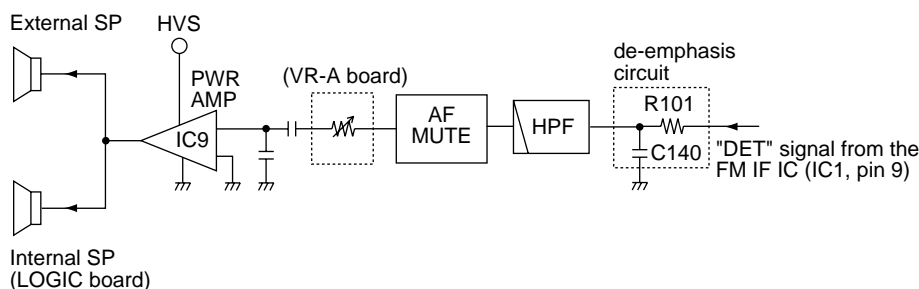 External SP
HVS
de-emphasis
circuit
PWR
AMP
(VR-A board)
R101
AF
MUTE
HPF
IC9
C140
"DET" signal from the
FM IF IC (IC1, pin 9)
Internal SP
(LOGIC board)